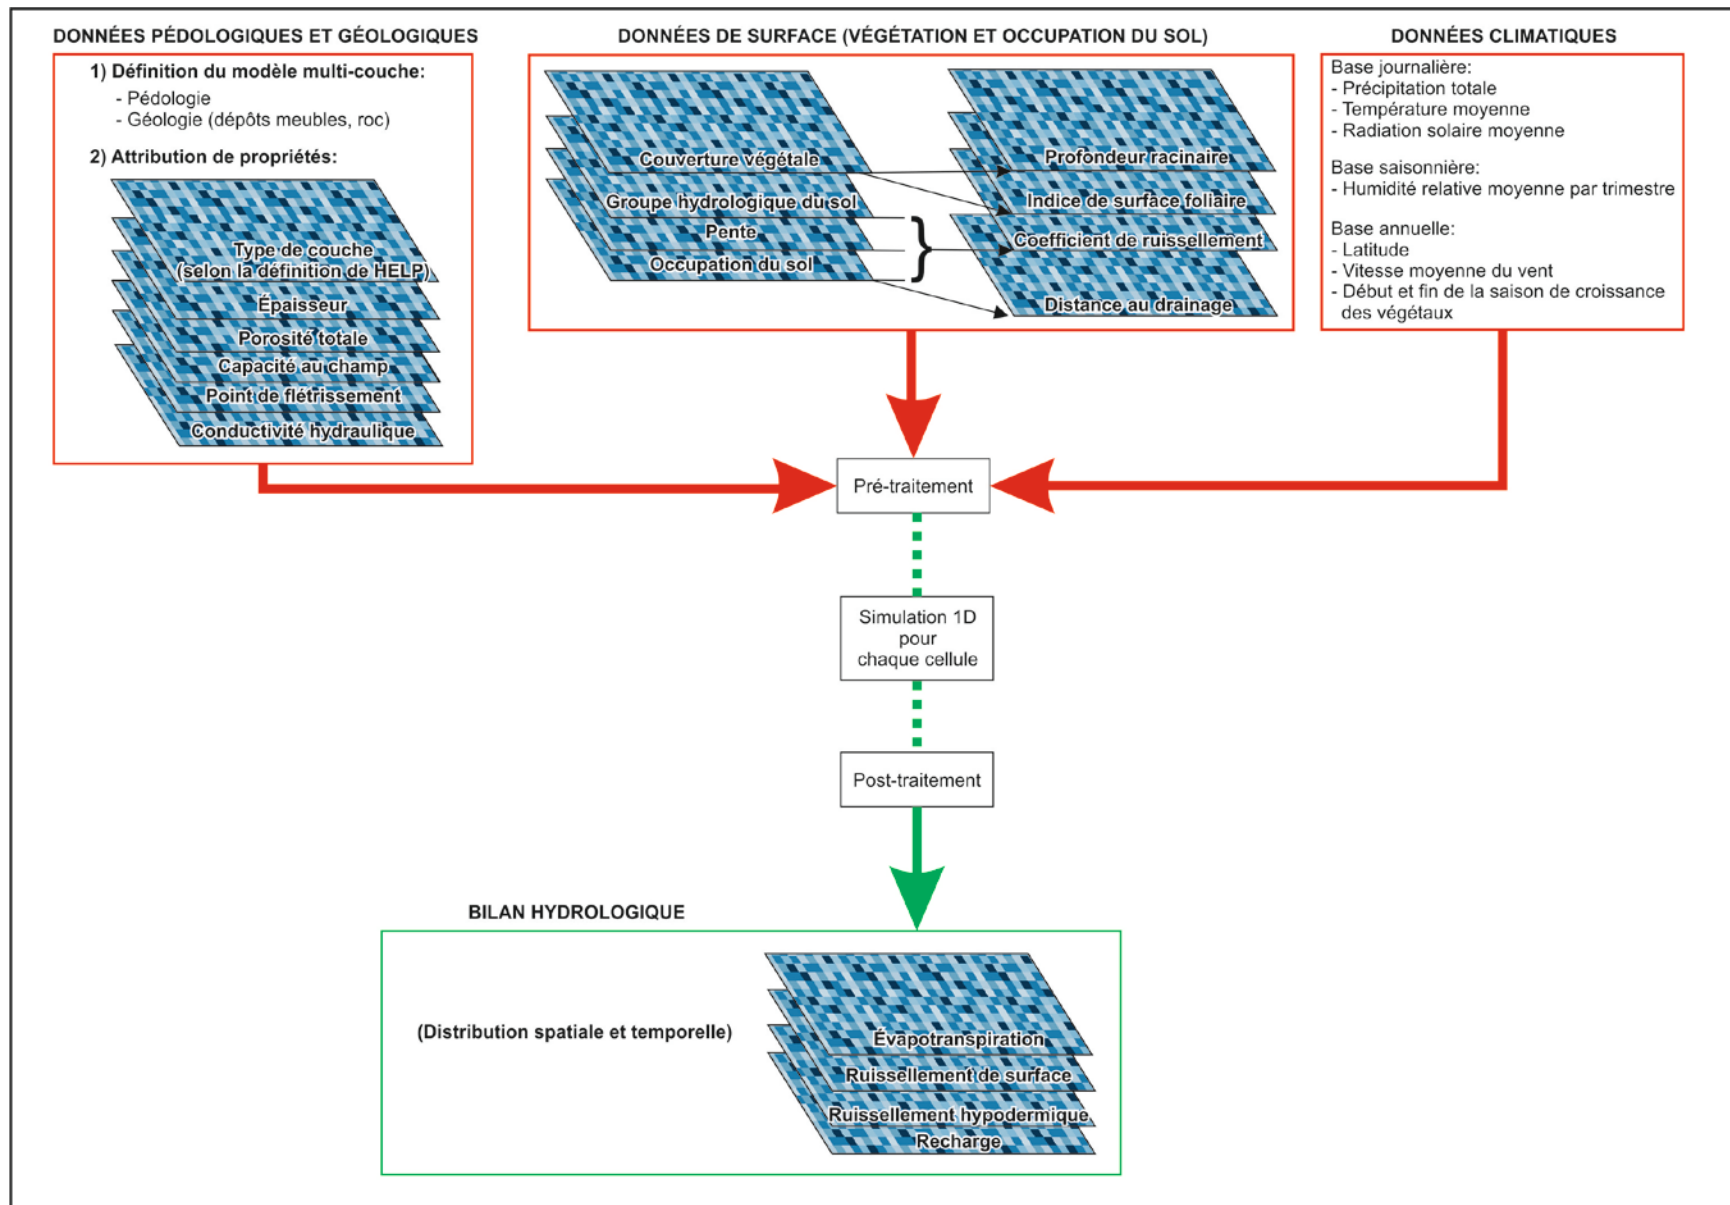 DONNÉES PÉDOLOGIQUES ET GÉOLOGIQUES
1) Définition du modèle multi-couche:
- Pédologie
- Géologie (dépôts meubles, roc)
2) Attribution de propriétés:
Type de couche
(selon la définition de HELP)
Épaisseur
Porosité totale
Capacité au champ
Point de flétrissement
Conductivité hydraulique
DONNÉES DE SURFACE (VÉGÉTATION ET OCCUPATION DU SOL)
Couverture végétale
Groupe hydrologique du sol
Pente
Occupation du sol
Profondeur racinaire
Indice de surface foliaire
Coefficient de ruissellement
Distance au drainage
DONNÉES CLIMATIQUES
Base journalière:
- Précipitation totale
- Température moyenne
- Radiation solaire moyenne
Base saisonnière:
- Humidité relative moyenne par trimestre
Base annuelle:
- Latitude
- Vitesse moyenne du vent
- Début et fin de la saison de croissance
des végétaux
Pré-traitement
Simulation 1D
pour
chaque cellule
Post-traitement
BILAN HYDROLOGIQUE
(Distribution spatiale et temporelle)
Évapotranspiration
Ruissellement de surface
Ruissellement hypodermique
Recharge